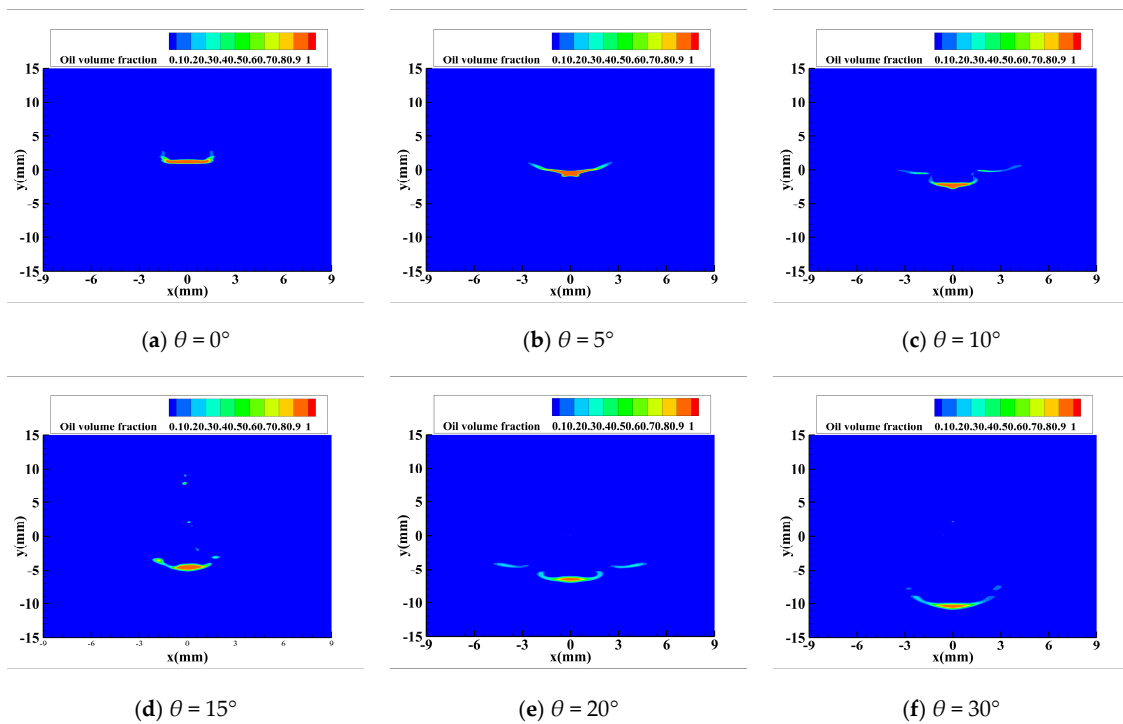 Oil volume fraction 0.10.20.30.40.50.60.70.80.9 1
15
10
5
0
-5
-10
-15
y(mm)
-9 -6 -3 0 3 6 9
x(mm)
(a) θ = 0°
Oil volume fraction 0.10.20.30.40.50.60.70.80.9 1
15
10
5
0
-5
-10
-15
y(mm)
-9 -6 -3 0 3 6 9
x(mm)
(b) θ = 5°
Oil volume fraction 0.10.20.30.40.50.60.70.80.9 1
15
10
5
0
-5
-10
-15
y(mm)
-9 -6 -3 0 3 6 9
x(mm)
(c) θ = 10°
Oil volume fraction 0.10.20.30.40.50.60.70.80.9 1
15
10
5
0
-5
-10
-15
y(mm)
-9 -6 -3 0 3 6 9
x(mm)
(d) θ = 15°
Oil volume fraction 0.10.20.30.40.50.60.70.80.9 1
15
10
5
0
-5
-10
-15
y(mm)
-9 -6 -3 0 3 6 9
x(mm)
(e) θ = 20°
Oil volume fraction 0.10.20.30.40.50.60.70.80.9 1
15
10
5
0
-5
-10
-15
y(mm)
-9 -6 -3 0 3 6 9
x(mm)
(f) θ = 30°